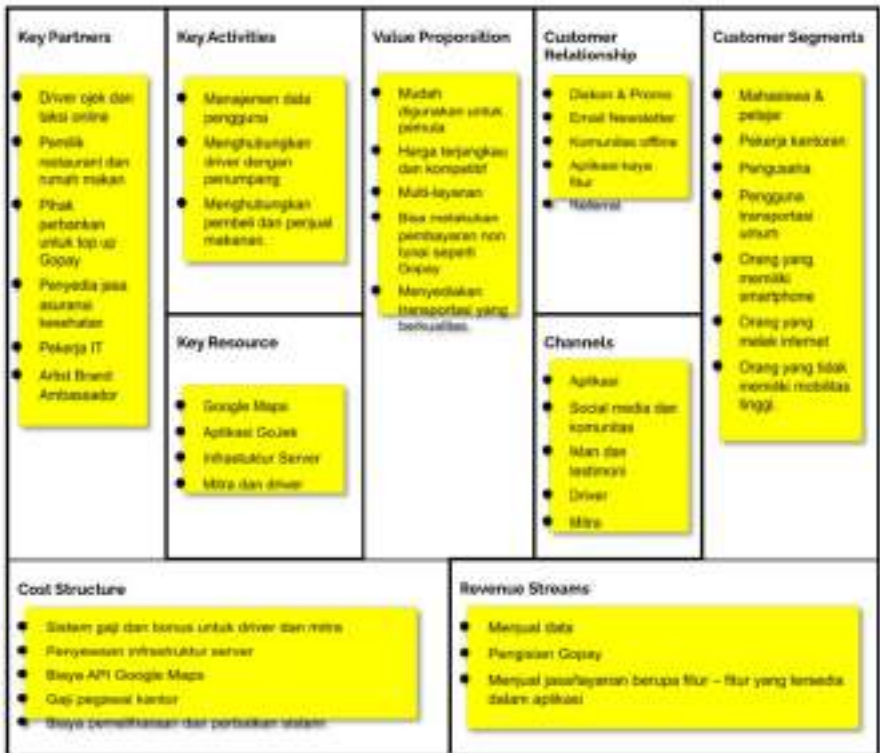 Key Partners
Driver ojek dan
taksi online
Pemilik
restaurant dan
rumah makan
Pihak
perbankan
untuk top up
Gopay
Penyedia jasa
asuransi
kesehatan
Pekerja IT
Artist Brand
Ambassador
Key Activities
Manajemen data
pengguna
Menghubungkan
driver dengan
penumpang
Menghubungkan
pembeli dan penjual
makanan.
Key Resource
Google Maps
Aplikasi GoJek
Infrastuktur Server
Mitra dan driver
Value Proporsition
Mudah
digunakan untuk
pemula
Harga terjangkau
dan kompetitif
Multi-layanan
Bisa melakukan
pembayaran non
tunai seperti
Gopay
Menyediakan
transportasi yang
berkualitas.
Customer
Relationship
Diskon & Promo
Email Newsletter
Komunitas offline
Aplikasi kaya
fitur
Referral
Channels
Aplikasi
Social media dan
komunitas
Iklan dan
testimoni
Driver
Mitra
Customer Segments
Mahasiswa &
pelajar
Pekerja kantoran
Pengusaha
Pengguna
transportasi
umum
Orang yang
memiliki
smartphone
Orang yang
melek internet
Orang yang tidak
memiliki mobilitas
tinggi.
Cost Structure
Sistem gaji dan bonus untuk driver dan mitra
Penyewaan infrastruktur server
Biaya API Google Maps
Gaji pegawai kantor
Biaya pemeliharaan dan perbaikan sistem
Revenue Streams
Menjual data
Pengisian Gopay
Menjual jasa/layanan berupa fitur – fitur yang tersedia
dalam aplikasi